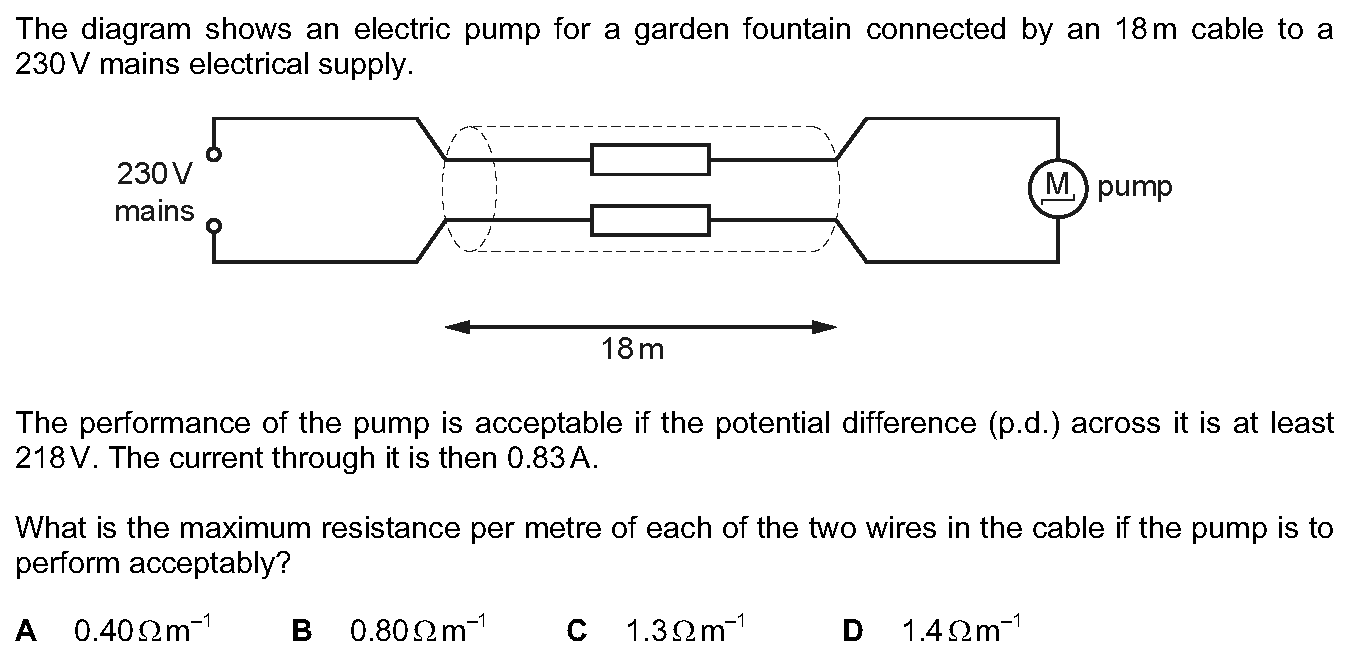 The diagram shows an electric pump for a garden fountain connected by an 18 m cable to a
230 V mains electrical supply.
230 V
mains
M
pump
18 m
The performance of the pump is acceptable if the potential difference (p.d.) across it is at least
218 V. The current through it is then 0.83 A.
What is the maximum resistance per metre of each of the two wires in the cable if the pump is to
perform acceptably?
A 0.40 Ω m⁻¹ B 0.80 Ω m⁻¹ C 1.3 Ω m⁻¹ D 1.4 Ω m⁻¹